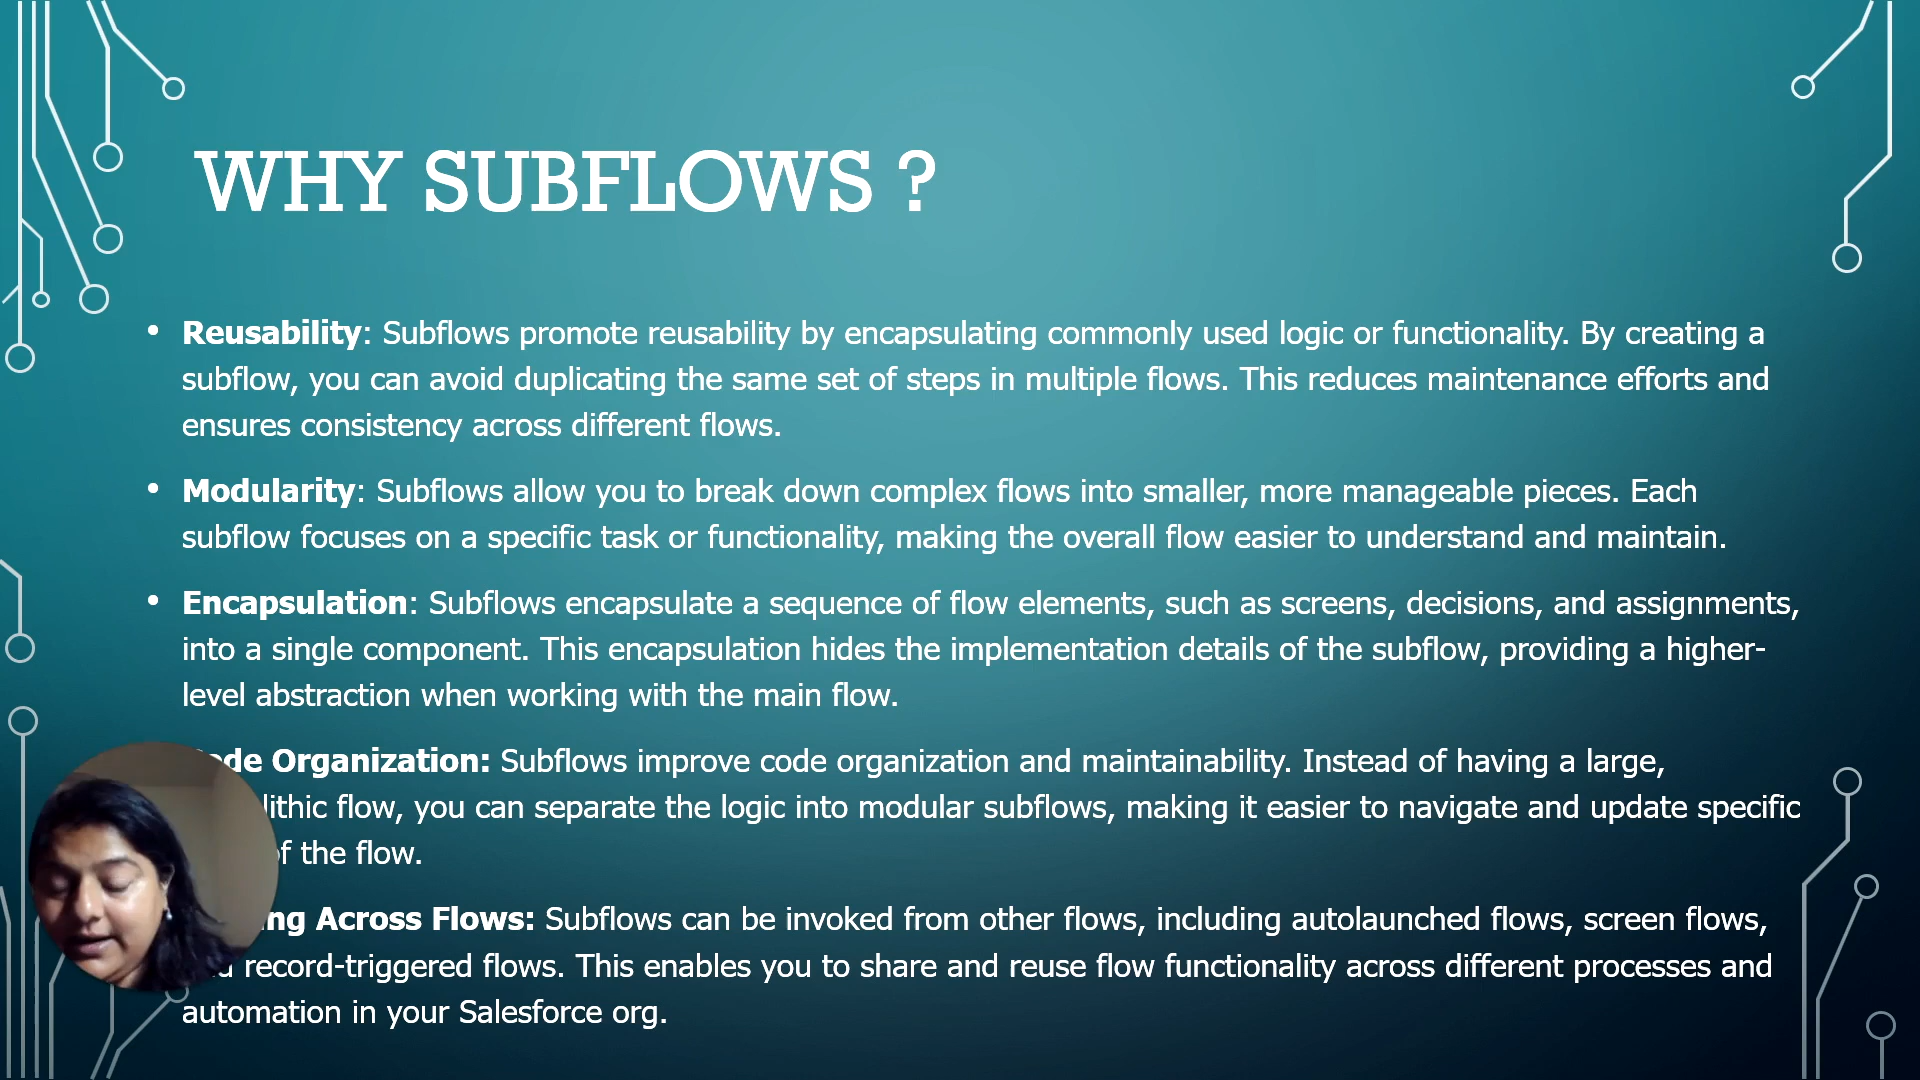 WHY SUBFLOWS ?
• Reusability: Subflows promote reusability by encapsulating commonly used logic or functionality. By creating a
subflow, you can avoid duplicating the same set of steps in multiple flows. This reduces maintenance efforts and
ensures consistency across different flows.
• Modularity: Subflows allow you to break down complex flows into smaller, more manageable pieces. Each
subflow focuses on a specific task or functionality, making the overall flow easier to understand and maintain.
• Encapsulation: Subflows encapsulate a sequence of flow elements, such as screens, decisions, and assignments,
into a single component. This encapsulation hides the implementation details of the subflow, providing a higher-
level abstraction when working with the main flow.
Organization: Subflows improve code organization and maintainability. Instead of having a large,
flow, you can separate the logic into modular subflows, making it easier to navigate and update specific
of the flow.
Across Flows: Subflows can be invoked from other flows, including autolaunched flows, screen flows,
record-triggered flows. This enables you to share and reuse flow functionality across different processes and
automation in your Salesforce org.